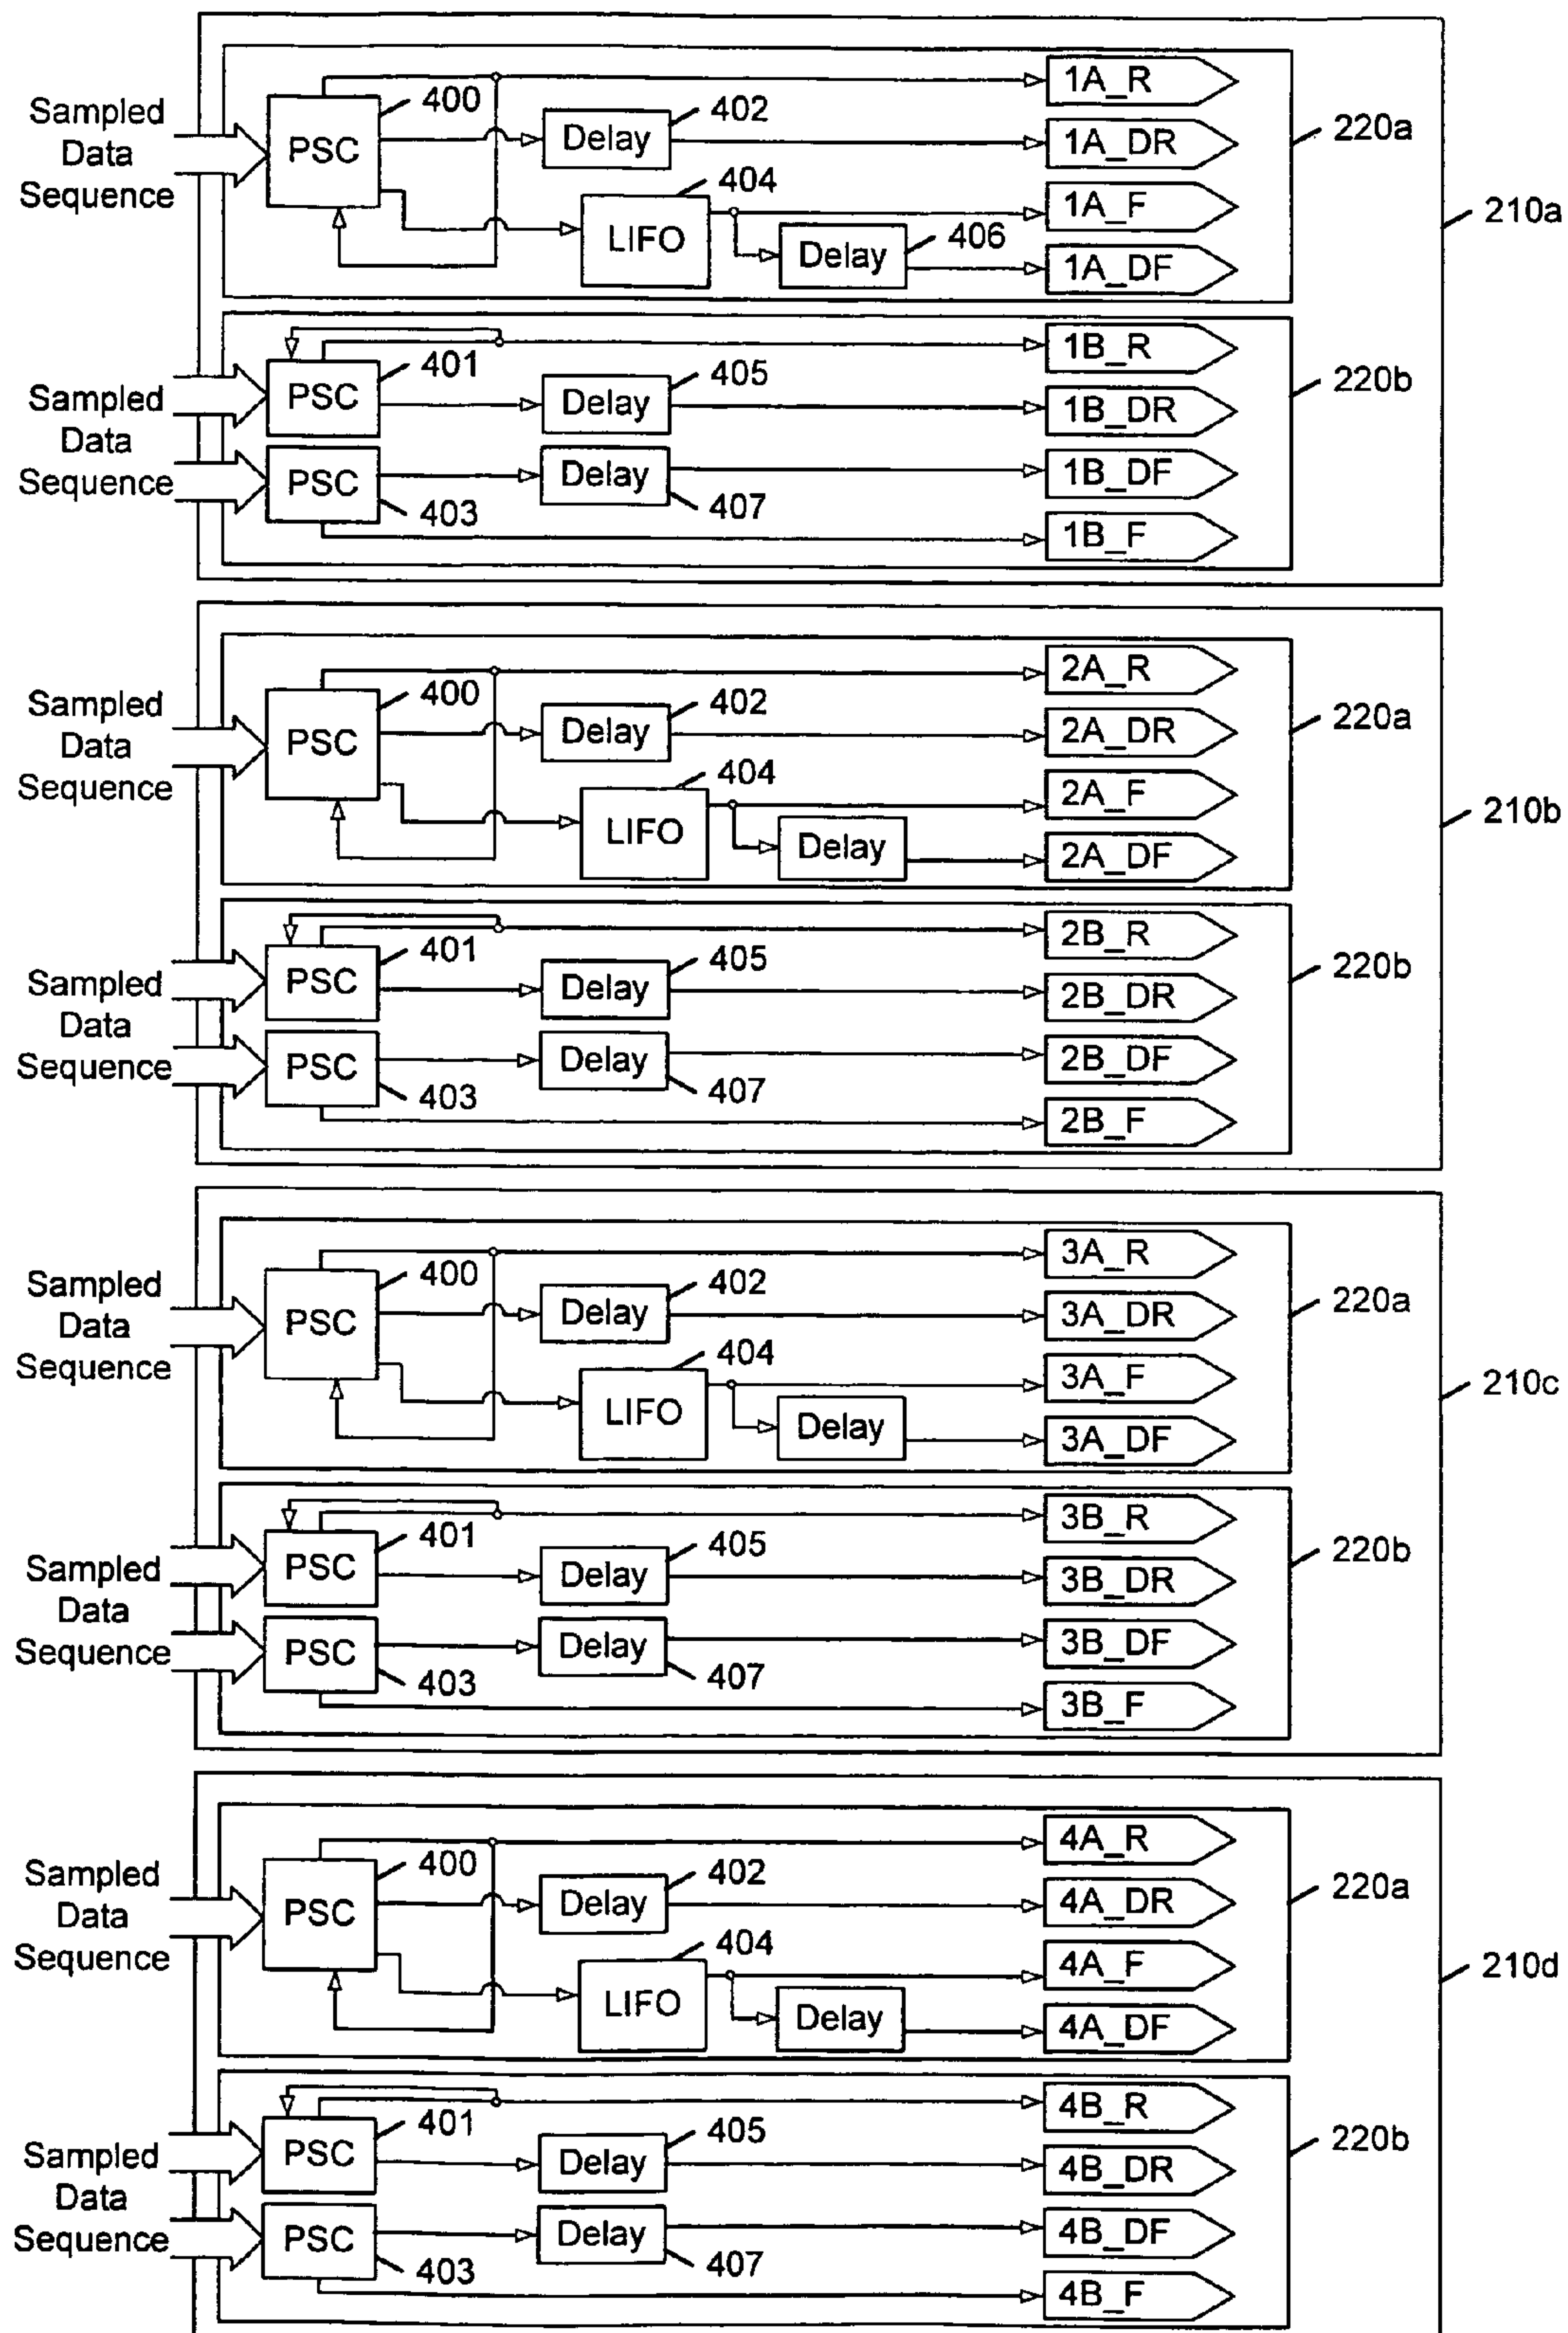 1A_R
400
402
Sampled
Data
Sequence
PSC
Delay
1A_DR
220a
404
1A_F
210a
LIFO
406
Delay
1A_DF
1B_R
401
405
220b
Sampled
Data
Sequence
PSC
Delay
1B_DR
PSC
Delay
1B_DF
403
407
1B_F
2A_R
400
402
Sampled
Data
Sequence
PSC
Delay
2A_DR
220a
404
2A_F
210b
LIFO
Delay
2A_DF
2B_R
401
405
220b
Sampled
Data
Sequence
PSC
Delay
2B_DR
PSC
Delay
2B_DF
403
407
2B_F
3A_R
400
402
Sampled
Data
Sequence
PSC
Delay
3A_DR
220a
404
3A_F
210c
LIFO
Delay
3A_DF
3B_R
401
405
220b
Sampled
Data
Sequence
PSC
Delay
3B_DR
PSC
Delay
3B_DF
403
407
3B_F
4A_R
400
402
Sampled
Data
Sequence
PSC
Delay
4A_DR
220a
404
4A_F
210d
LIFO
Delay
4A_DF
4B_R
401
405
220b
Sampled
Data
Sequence
PSC
Delay
4B_DR
PSC
Delay
4B_DF
403
407
4B_F